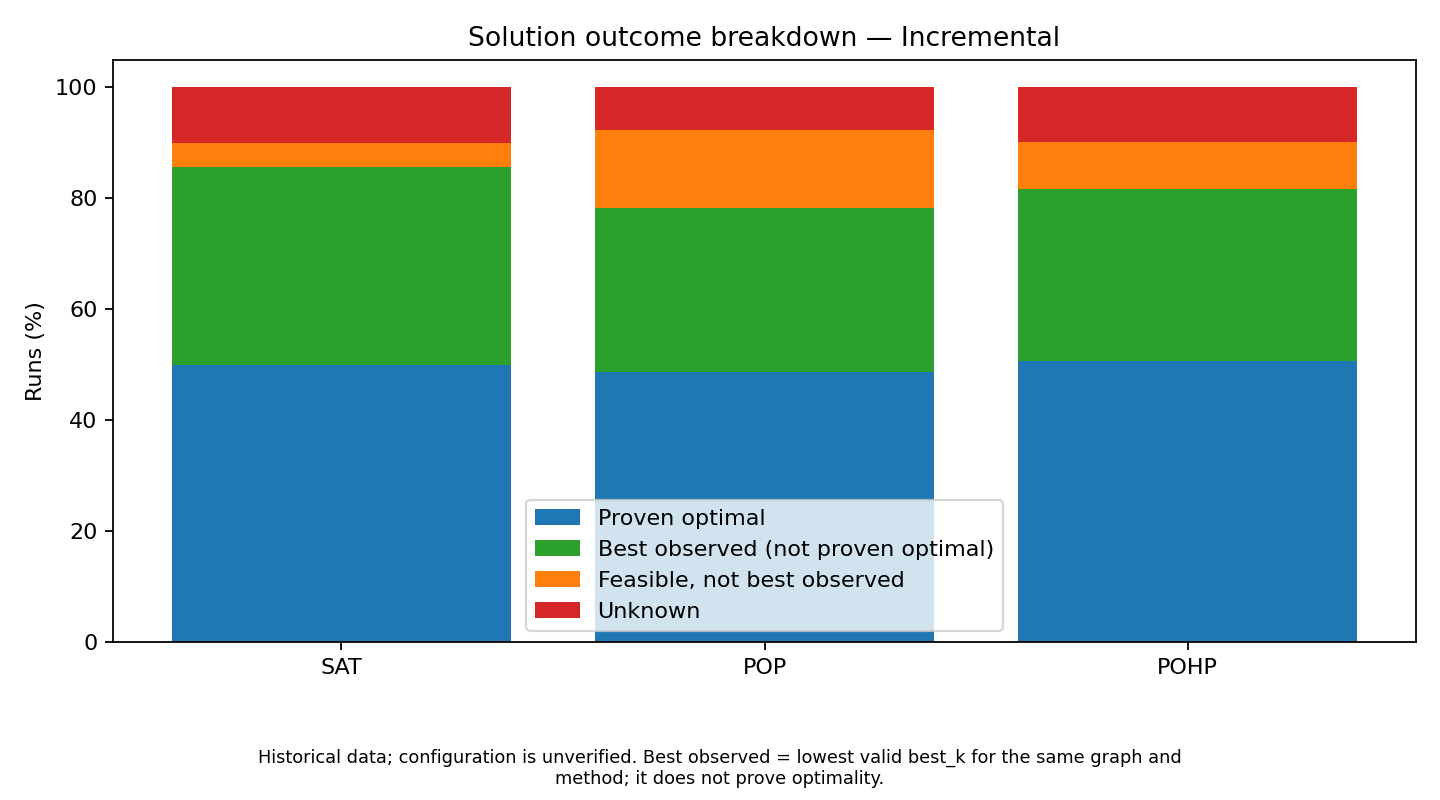 Solution outcome breakdown — Incremental
100
80
60
40
20
0
Runs (%)
Proven optimal
Best observed (not proven optimal)
Feasible, not best observed
Unknown
SAT
POP
POHP
Historical data; configuration is unverified. Best observed = lowest valid best_k for the same graph and
method; it does not prove optimality.